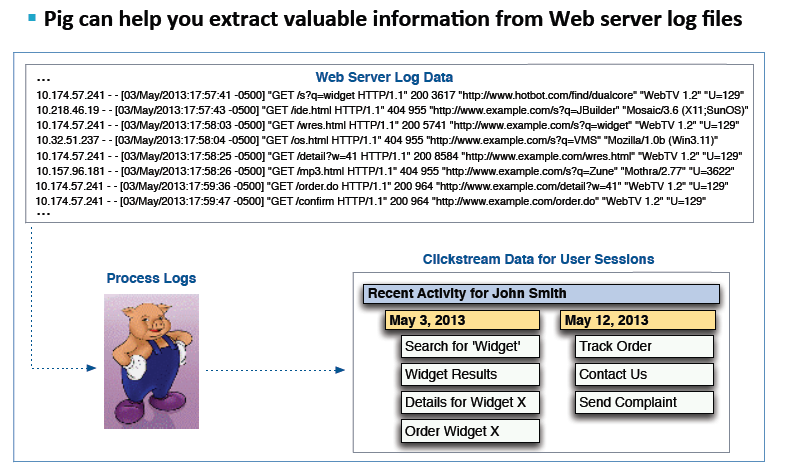 Pig can help you extract valuable information from Web server log files
...
Web Server Log Data
10.174.57.241 - - [03/May/2013:17:57:41 -0500] "GET /s?q=widget HTTP/1.1" 200 3617 "http://www.hotbot.com/find/dualcore" "WebTV 1.2" "U=129"
10.218.46.19 - - [03/May/2013:17:57:43 -0500] "GET /ide.html HTTP/1.1" 404 955 "http://www.example.com/s?q=JBuilder" "Mosaic/3.6 (X11;SunOS)"
10.174.57.241 - - [03/May/2013:17:58:03 -0500] "GET /wres.html HTTP/1.1" 200 5741 "http://www.example.com/s?q=widget" "WebTV 1.2" "U=129"
10.32.51.237 - - [03/May/2013:17:58:04 -0500] "GET /os.html HTTP/1.1" 404 955 "http://www.example.com/s?q=VMS" "Mozilla/1.0b (Win3.11)"
10.174.57.241 - - [03/May/2013:17:58:25 -0500] "GET /detail?w=41 HTTP/1.1" 200 8584 "http://www.example.com/wres.html" "WebTV 1.2" "U=129"
10.157.96.181 - - [03/May/2013:17:58:26 -0500] "GET /mp3.html HTTP/1.1" 404 955 "http://www.example.com/s?q=Zune" "Mothra/2.77" "U=3622"
10.174.57.241 - - [03/May/2013:17:59:36 -0500] "GET /order.do HTTP/1.1" 200 964 "http://www.example.com/detail?w=41" "WebTV 1.2" "U=129"
10.174.57.241 - - [03/May/2013:17:59:47 -0500] "GET /confirm HTTP/1.1" 200 964 "http://www.example.com/order.do" "WebTV 1.2" "U=129"
...
Process Logs
Clickstream Data for User Sessions
Recent Activity for John Smith
May 3, 2013
Search for 'Widget'
Widget Results
Details for Widget X
Order Widget X
May 12, 2013
Track Order
Contact Us
Send Complaint